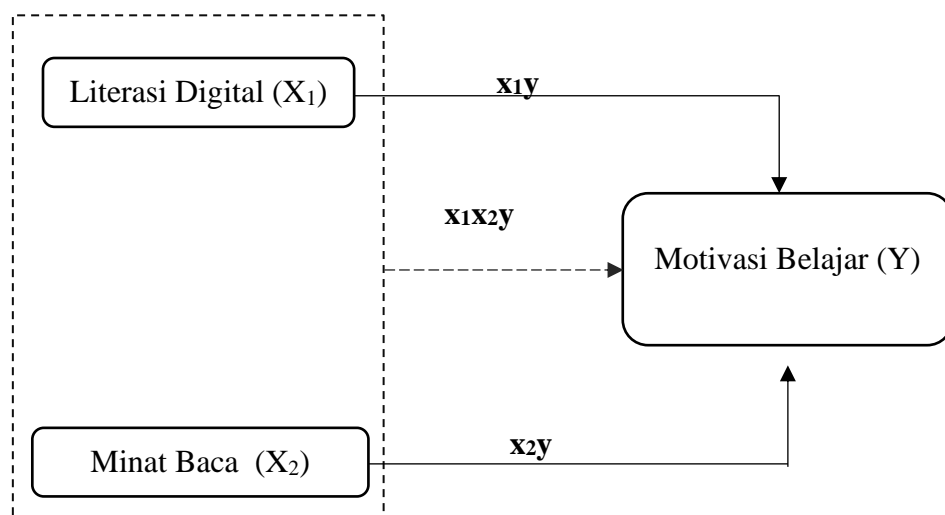 Literasi Digital (X₁)
x₁y
x₁x₂y
Motivasi Belajar (Y)
x₂y
Minat Baca (X₂)